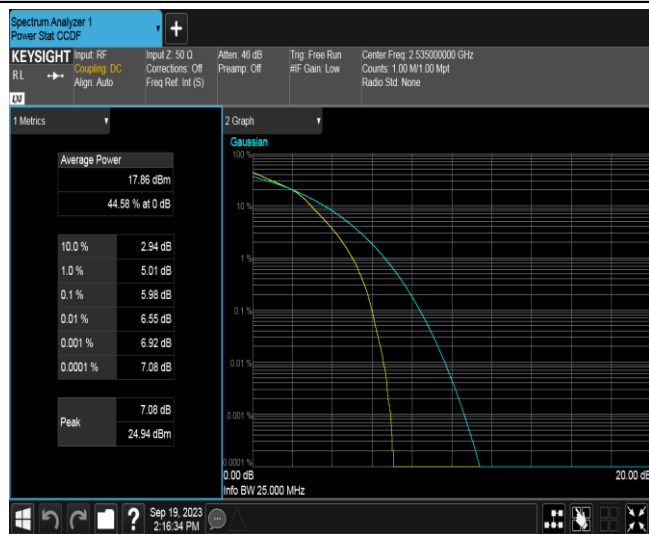 Spectrum Analyzer 1
Power Stat CCDF
+
KEYSIGHT
RL
LXI
Input: RF
Coupling: DC
Align: Auto
Input Z: 50 Ω
Corrections: Off
Freq Ref: Int (S)
Atten: 46 dB
Preamp: Off
Trig: Free Run
#IF Gain: Low
Center Freq: 2.535000000 GHz
Counts: 1.00 M/1.00 Mpt
Radio Std: None
1 Metrics
Average Power
17.86 dBm
44.58 % at 0 dB
10.0 % 2.94 dB
1.0 % 5.01 dB
0.1 % 5.98 dB
0.01 % 6.55 dB
0.001 % 6.92 dB
0.0001 % 7.08 dB
Peak
7.08 dB
24.94 dBm
2 Graph
Gaussian
100 %
10 %
1 %
0.1 %
0.01 %
0.001 %
0.0001 %
0.00 dB
20.00 dB
Info BW 25.000 MHz
?
Sep 19, 2023
2:16:34 PM